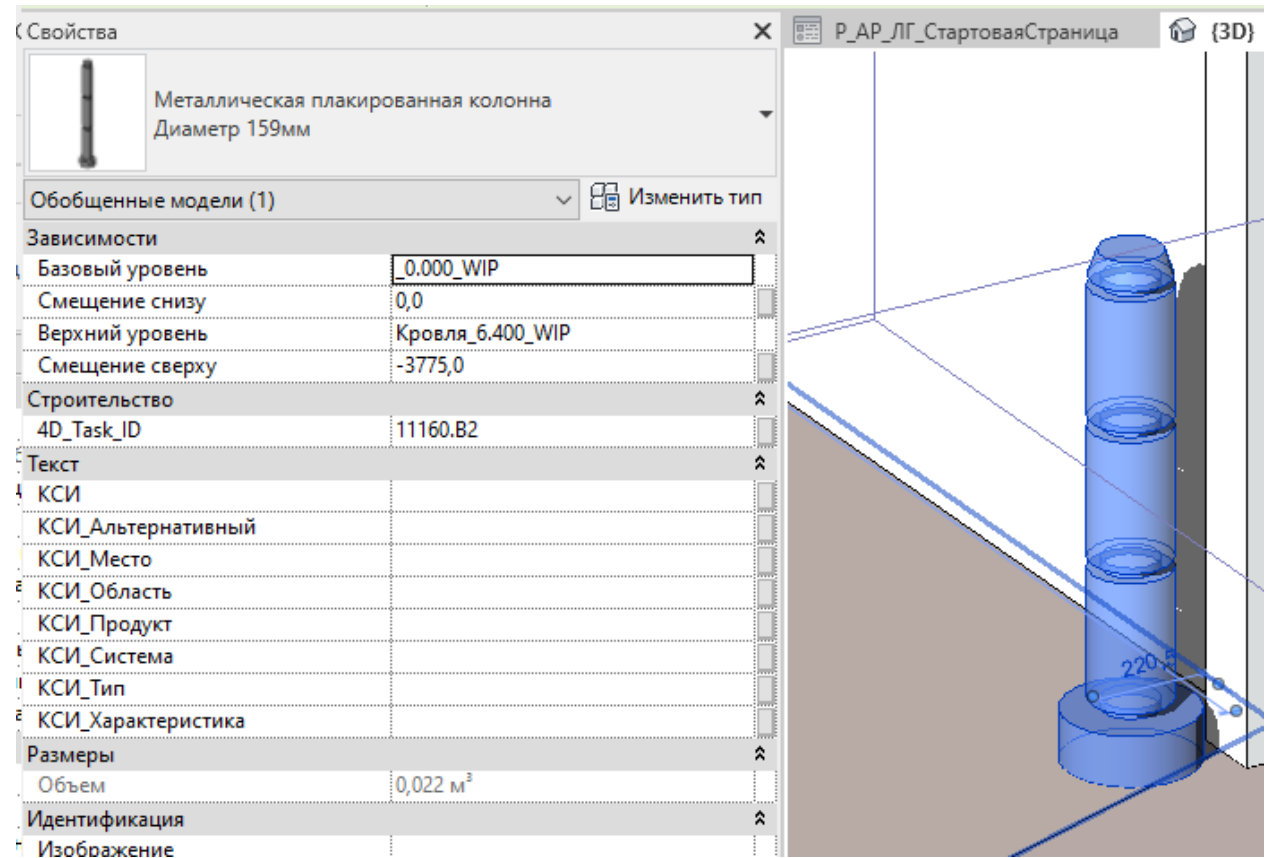 Свойства
Р_АР_ЛГ_СтартоваяСтраница
{3D}
Металлическая плакированная колонна
Диаметр 159мм
Обобщенные модели (1)
Изменить тип
Зависимости
Базовый уровень _0.000_WIP
Смещение снизу 0,0
Верхний уровень Кровля_6.400_WIP
Смещение сверху -3775,0
Строительство
4D_Task_ID 11160.B2
Текст
КСИ
КСИ_Альтернативный
КСИ_Место
КСИ_Область
КСИ_Продукт
КСИ_Система
КСИ_Тип
КСИ_Характеристика
Размеры
Объем 0,022 м³
Идентификация
Изображение
220,5